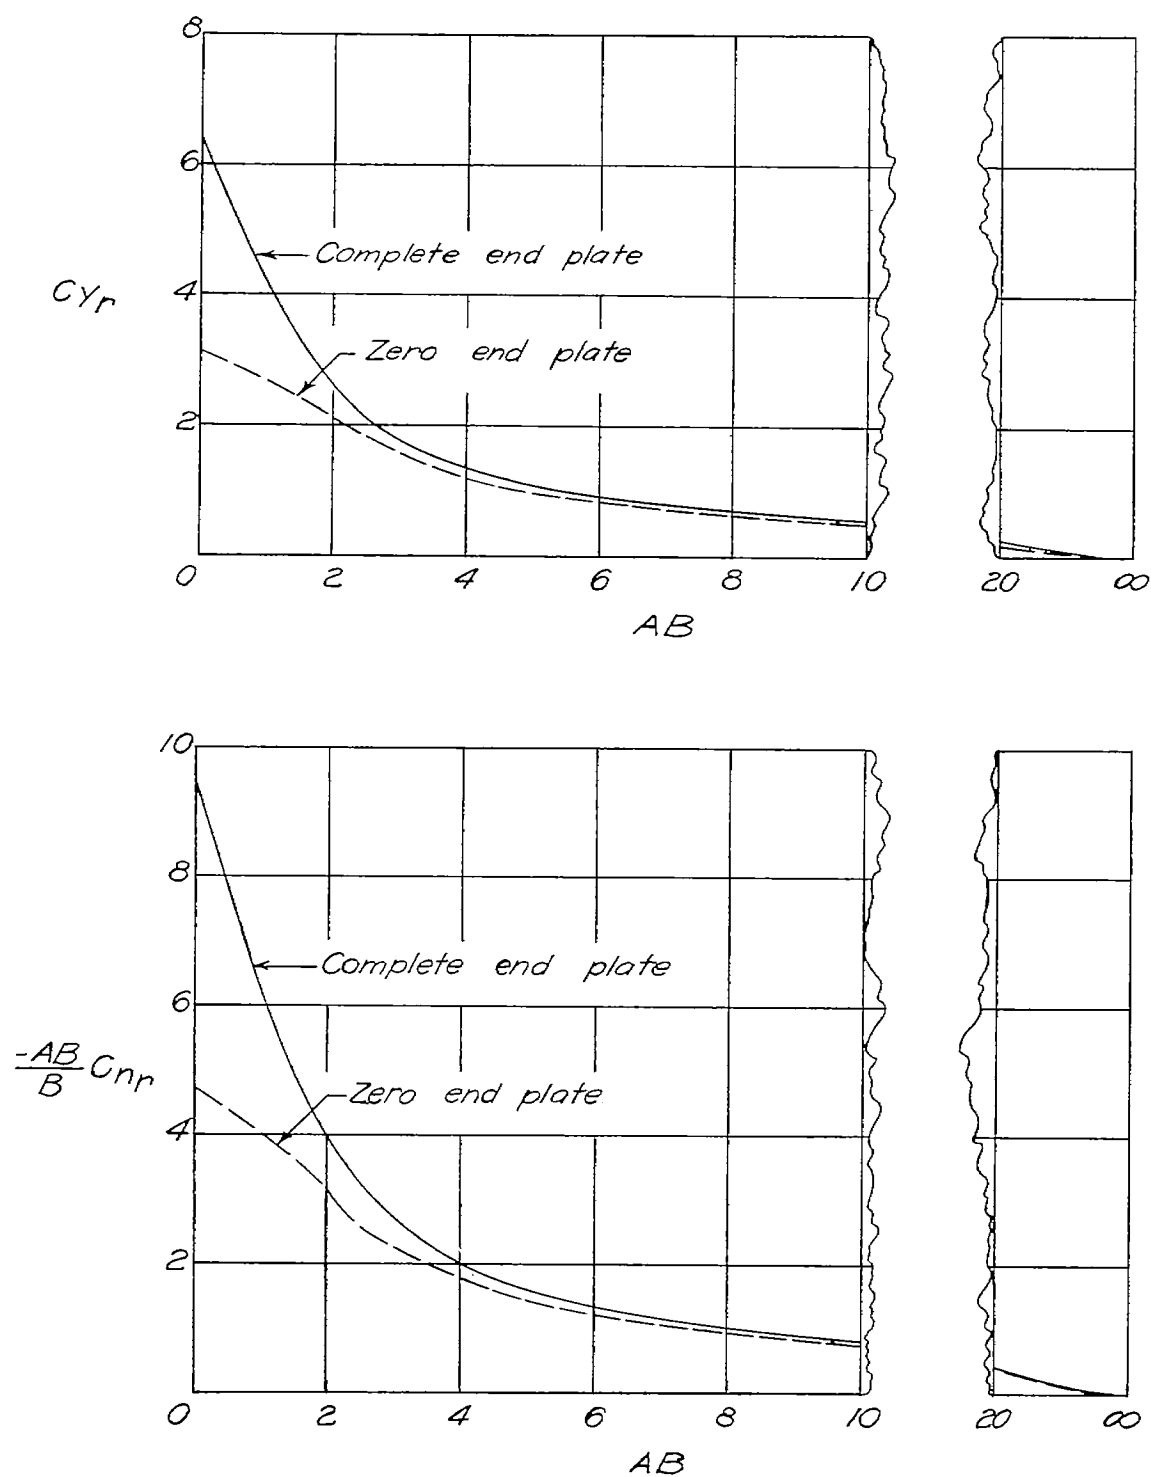 8
6
Complete end plate
CYr
4
Zero end plate
2
0 2 4 6 8 10 20 ∞
AB
10
8
Complete end plate
6
-AB
B
Cnr
Zero end plate
4
2
0 2 4 6 8 10 20 ∞
AB